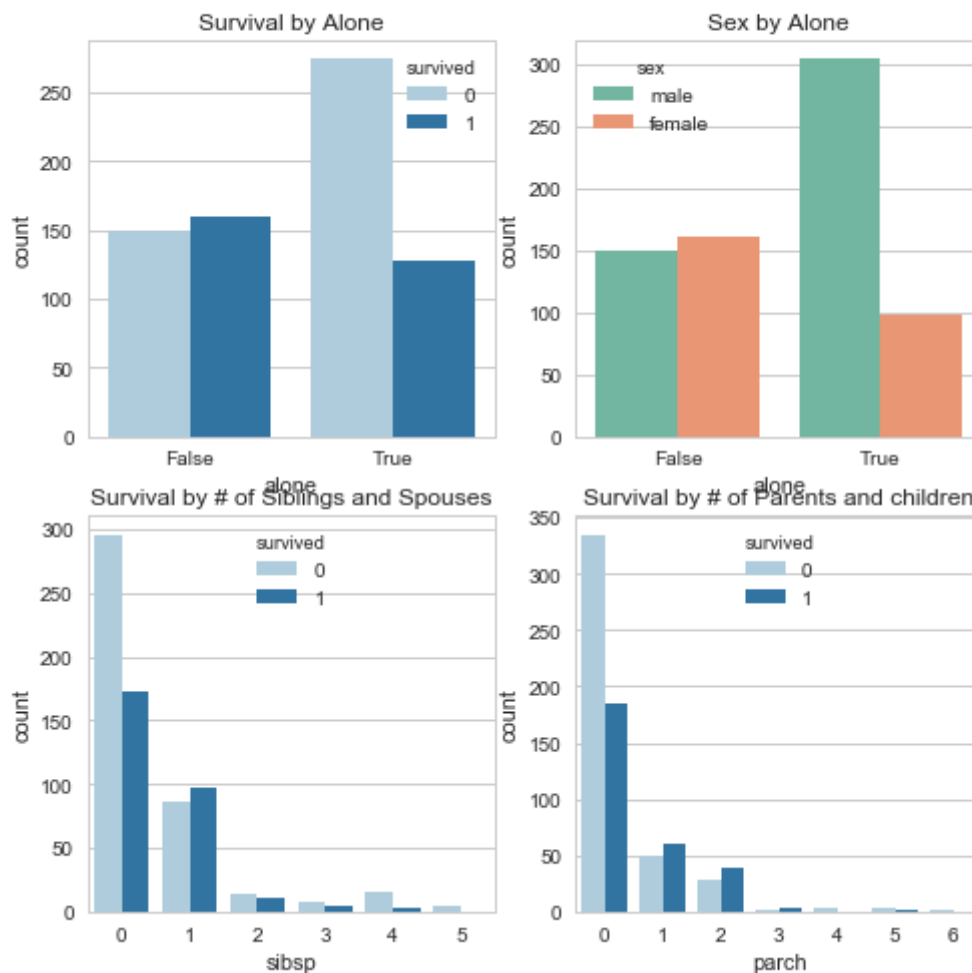 Survival by Alone
survived
0
1
250
200
150
100
50
0
count
False
True
alone
Sex by Alone
sex
male
female
300
250
200
150
100
50
0
count
False
True
alone
Survival by # of Siblings and Spouses
survived
0
1
300
250
200
150
100
50
0
count
0 1 2 3 4 5
sibsp
Survival by # of Parents and children
survived
0
1
350
300
250
200
150
100
50
0
count
0 1 2 3 4 5 6
parch